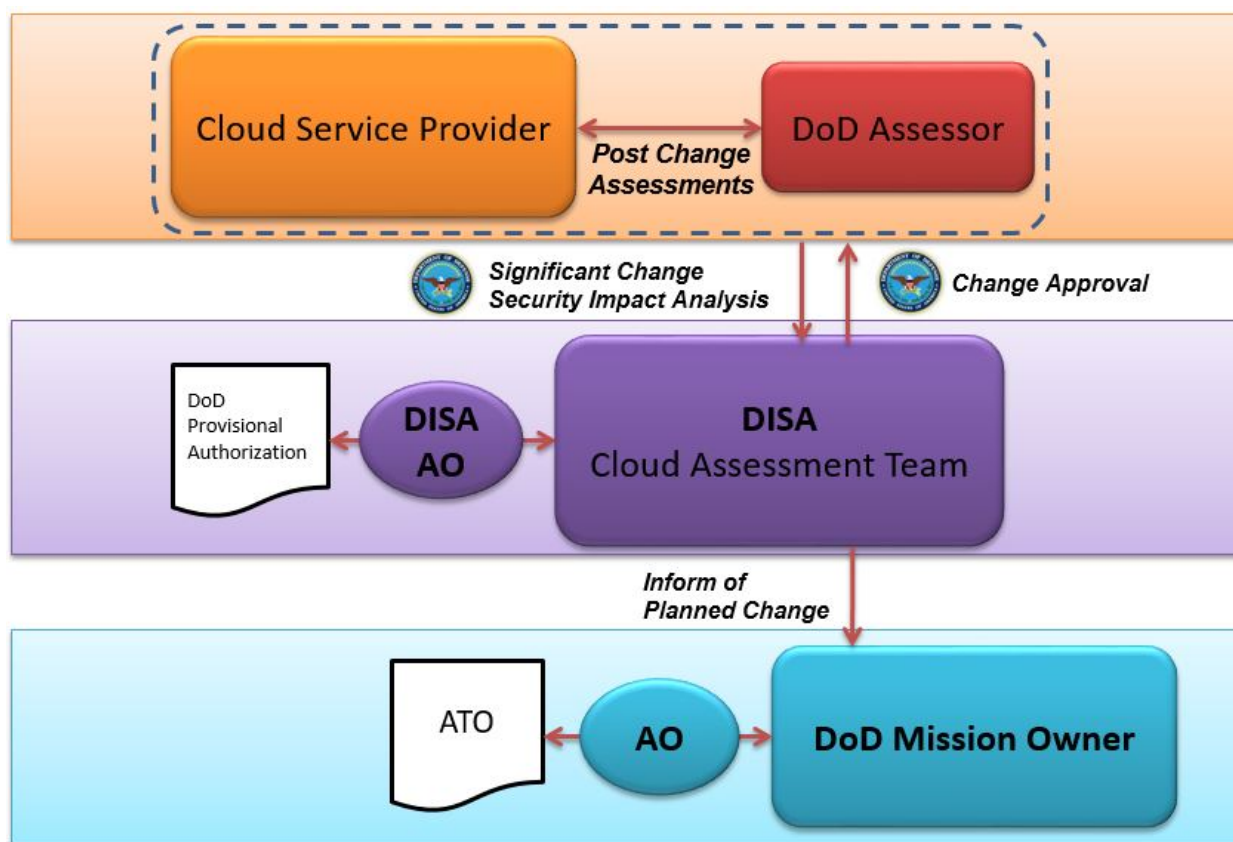 Cloud Service Provider
Post Change
Assessments
DoD Assessor
Significant Change
Security Impact Analysis
Change Approval
DoD
Provisional
Authorization
DISA
AO
DISA
Cloud Assessment Team
Inform of
Planned Change
ATO
AO
DoD Mission Owner